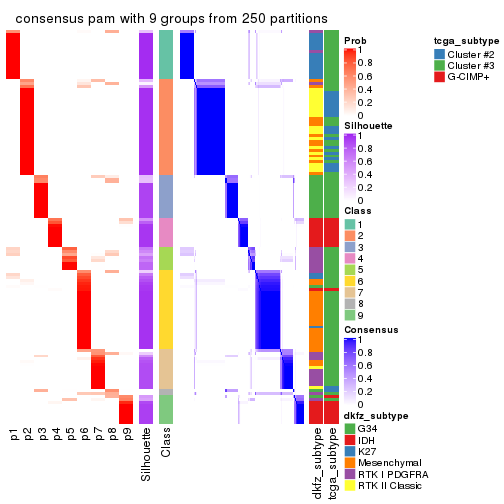 consensus pam with 9 groups from 250 partitions
Prob
1
0.8
0.6
0.4
0.2
0
Silhouette
1
0.8
0.6
0.4
0.2
0
Class
1
2
3
4
5
6
7
8
9
Consensus
1
0.8
0.6
0.4
0.2
0
dkfz_subtype
G34
IDH
K27
Mesenchymal
RTK I PDGFRA
RTK II Classic
tcga_subtype
Cluster #2
Cluster #3
G-CIMP+
p1
p2
p3
p4
p5
p6
p7
p8
p9
Silhouette
Class
dkfz_subtype
tcga_subtype